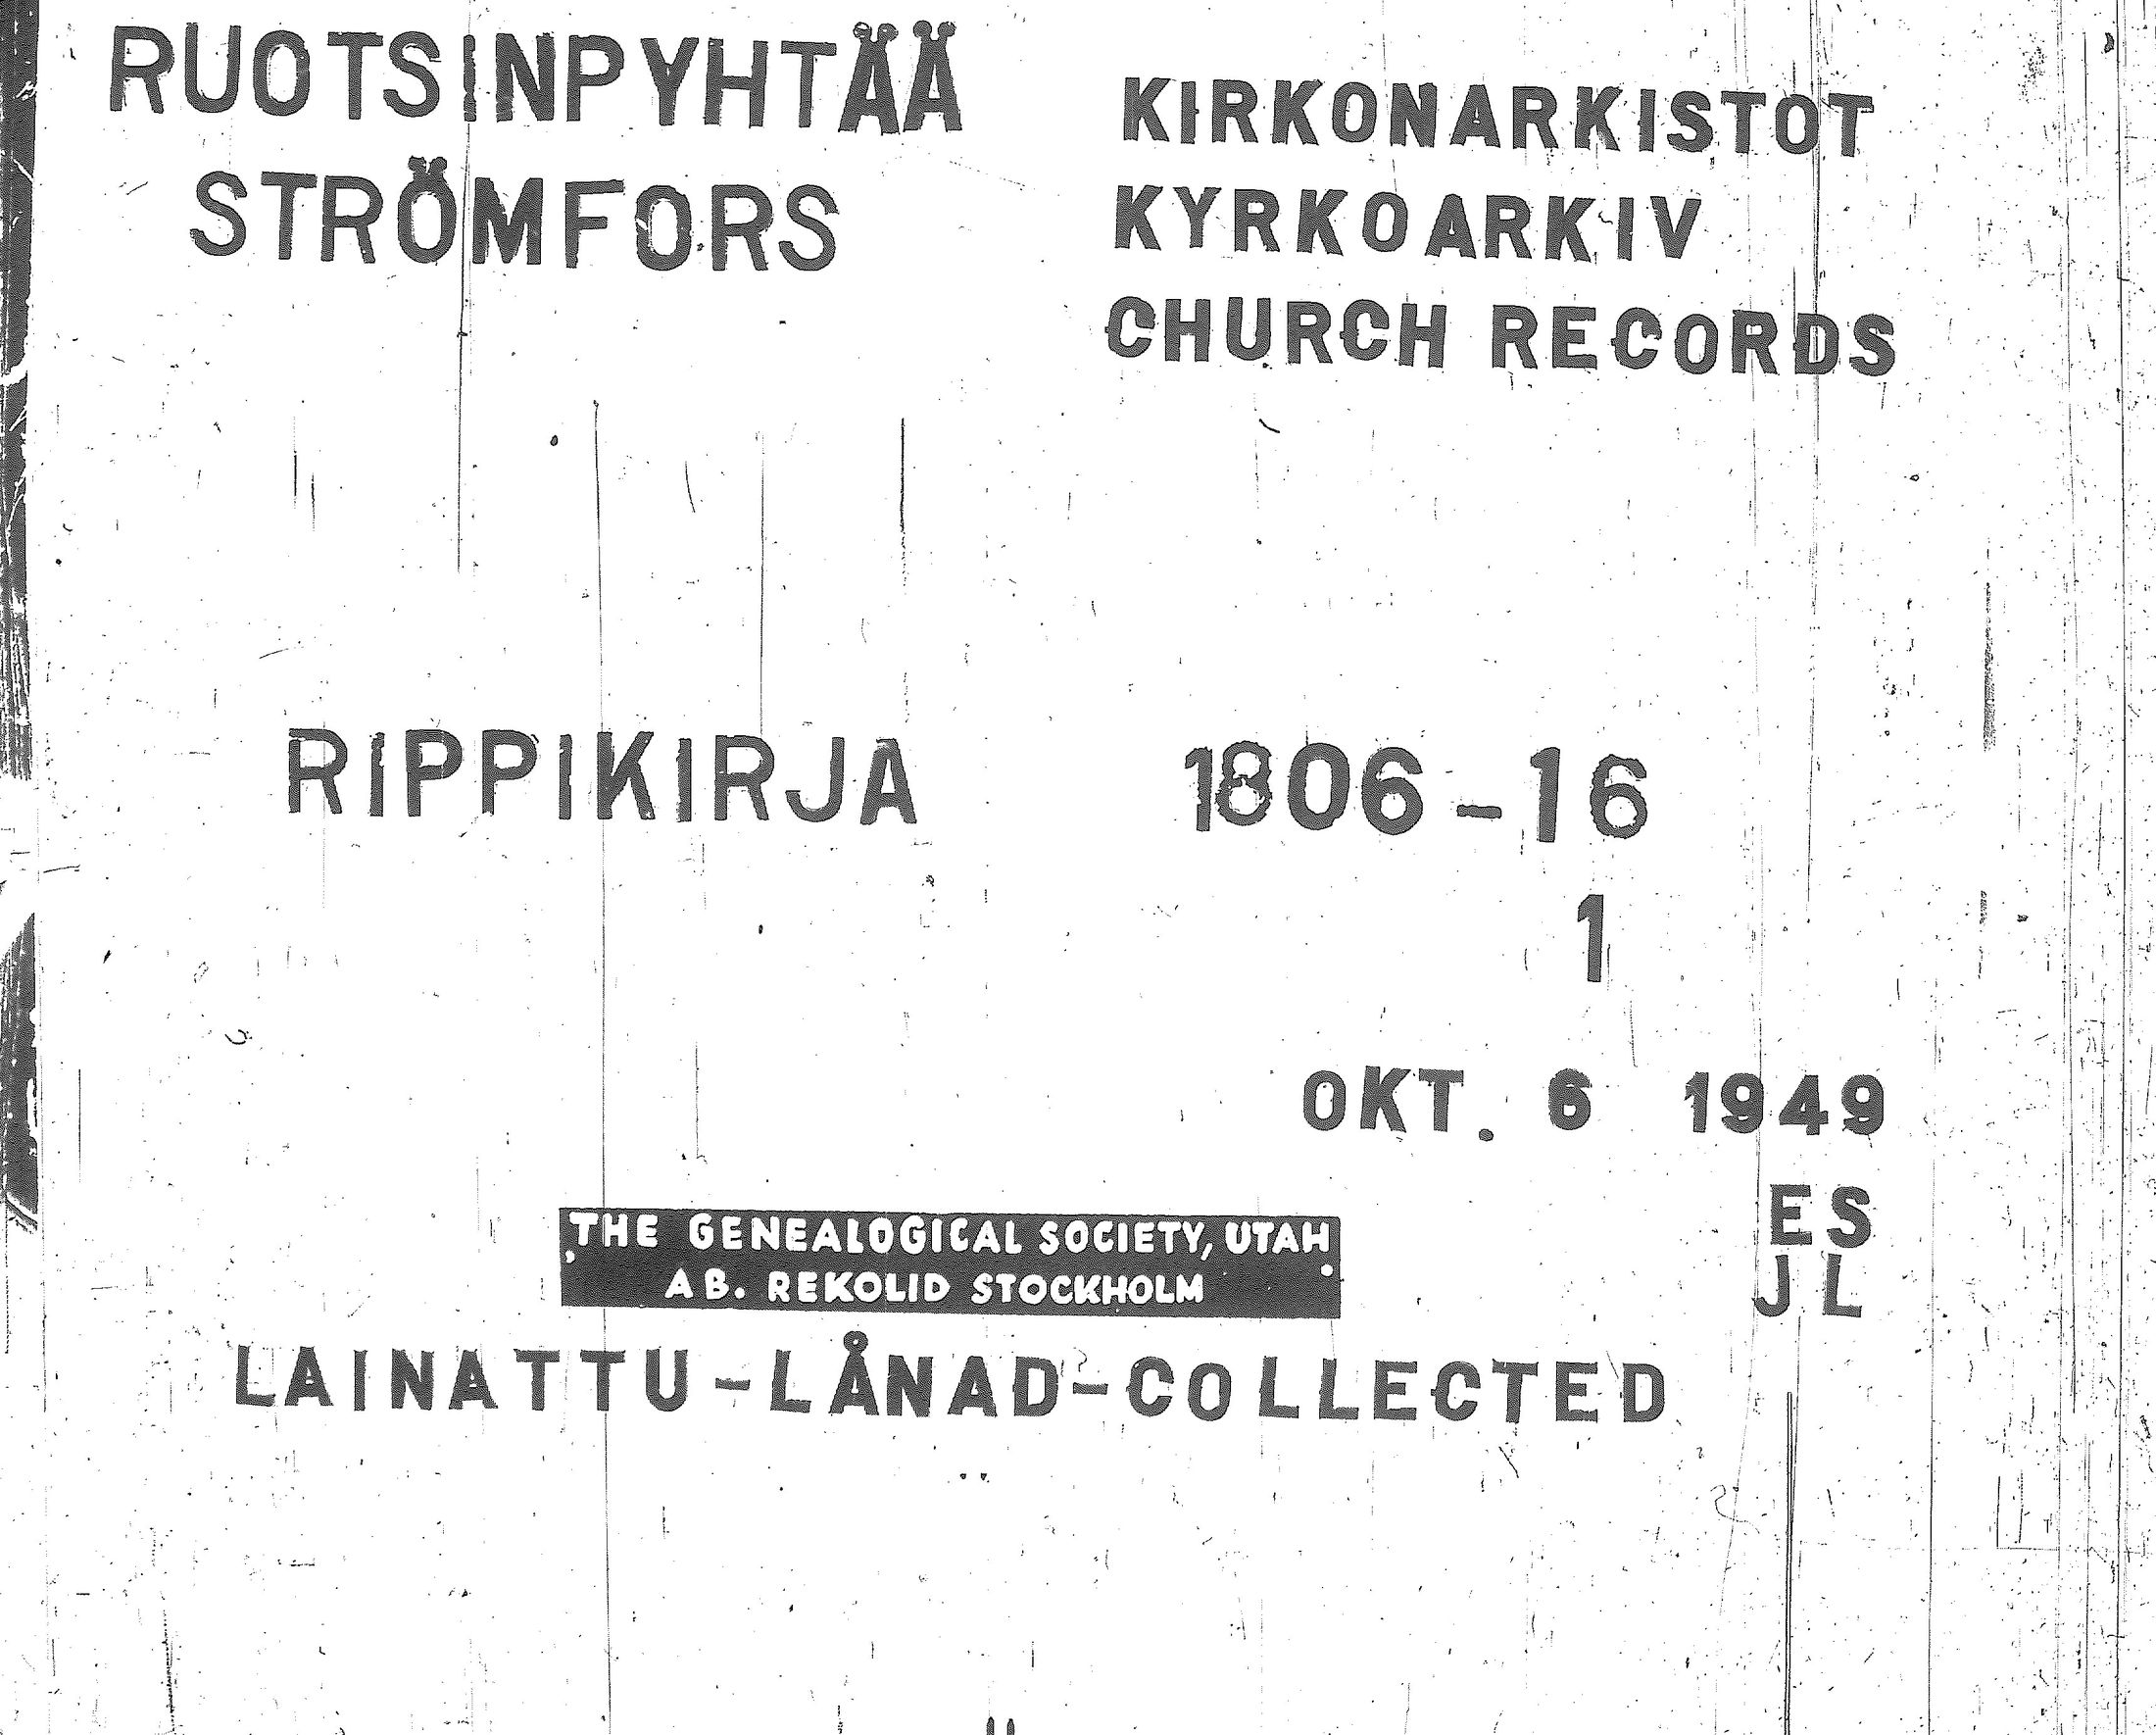 RUOTSINPYHTÄÄ
STRÖMFORS
KIRKONARKISTOT
KYRKOARKIV
CHURCH RECORDS
RIPPIKIRJA 1806-16
1
OKT. 6 1949
ES
JL
THE GENEALOGICAL SOCIETY, UTAH
AB. REKOLID STOCKHOLM
LAINATTU-LÅNAD-COLLECTED